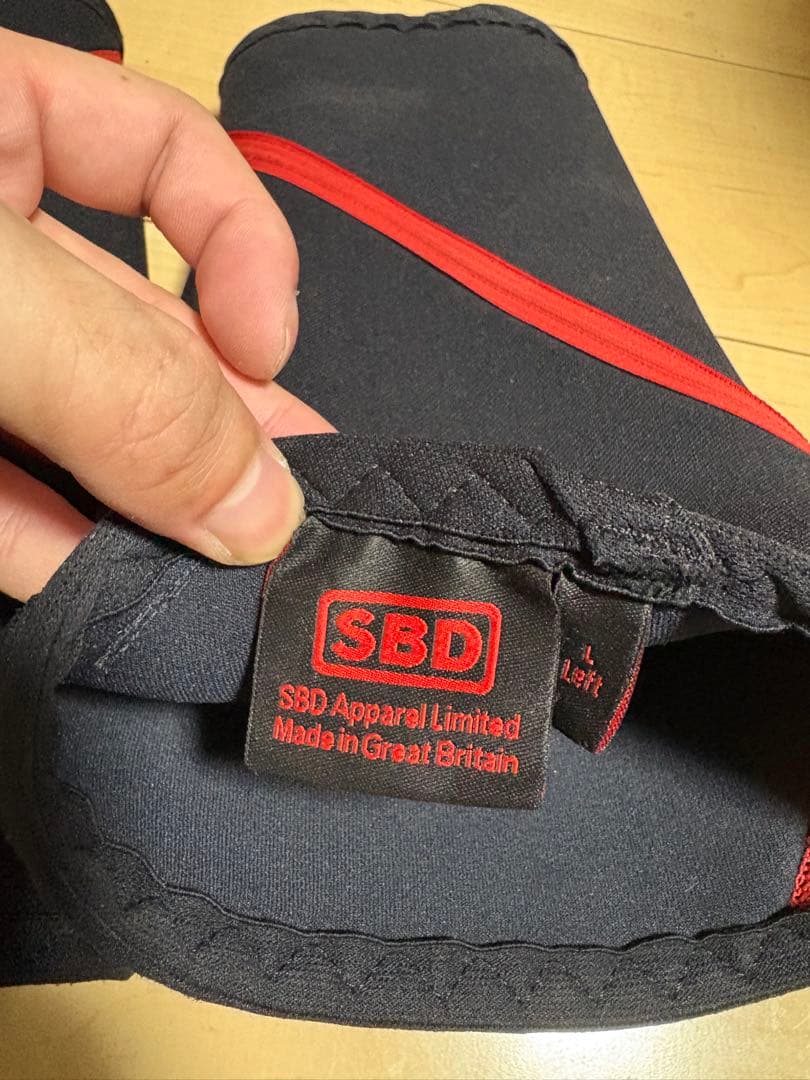 SBD
SBD Apparel Limited
Made in Great Britain
L
Left